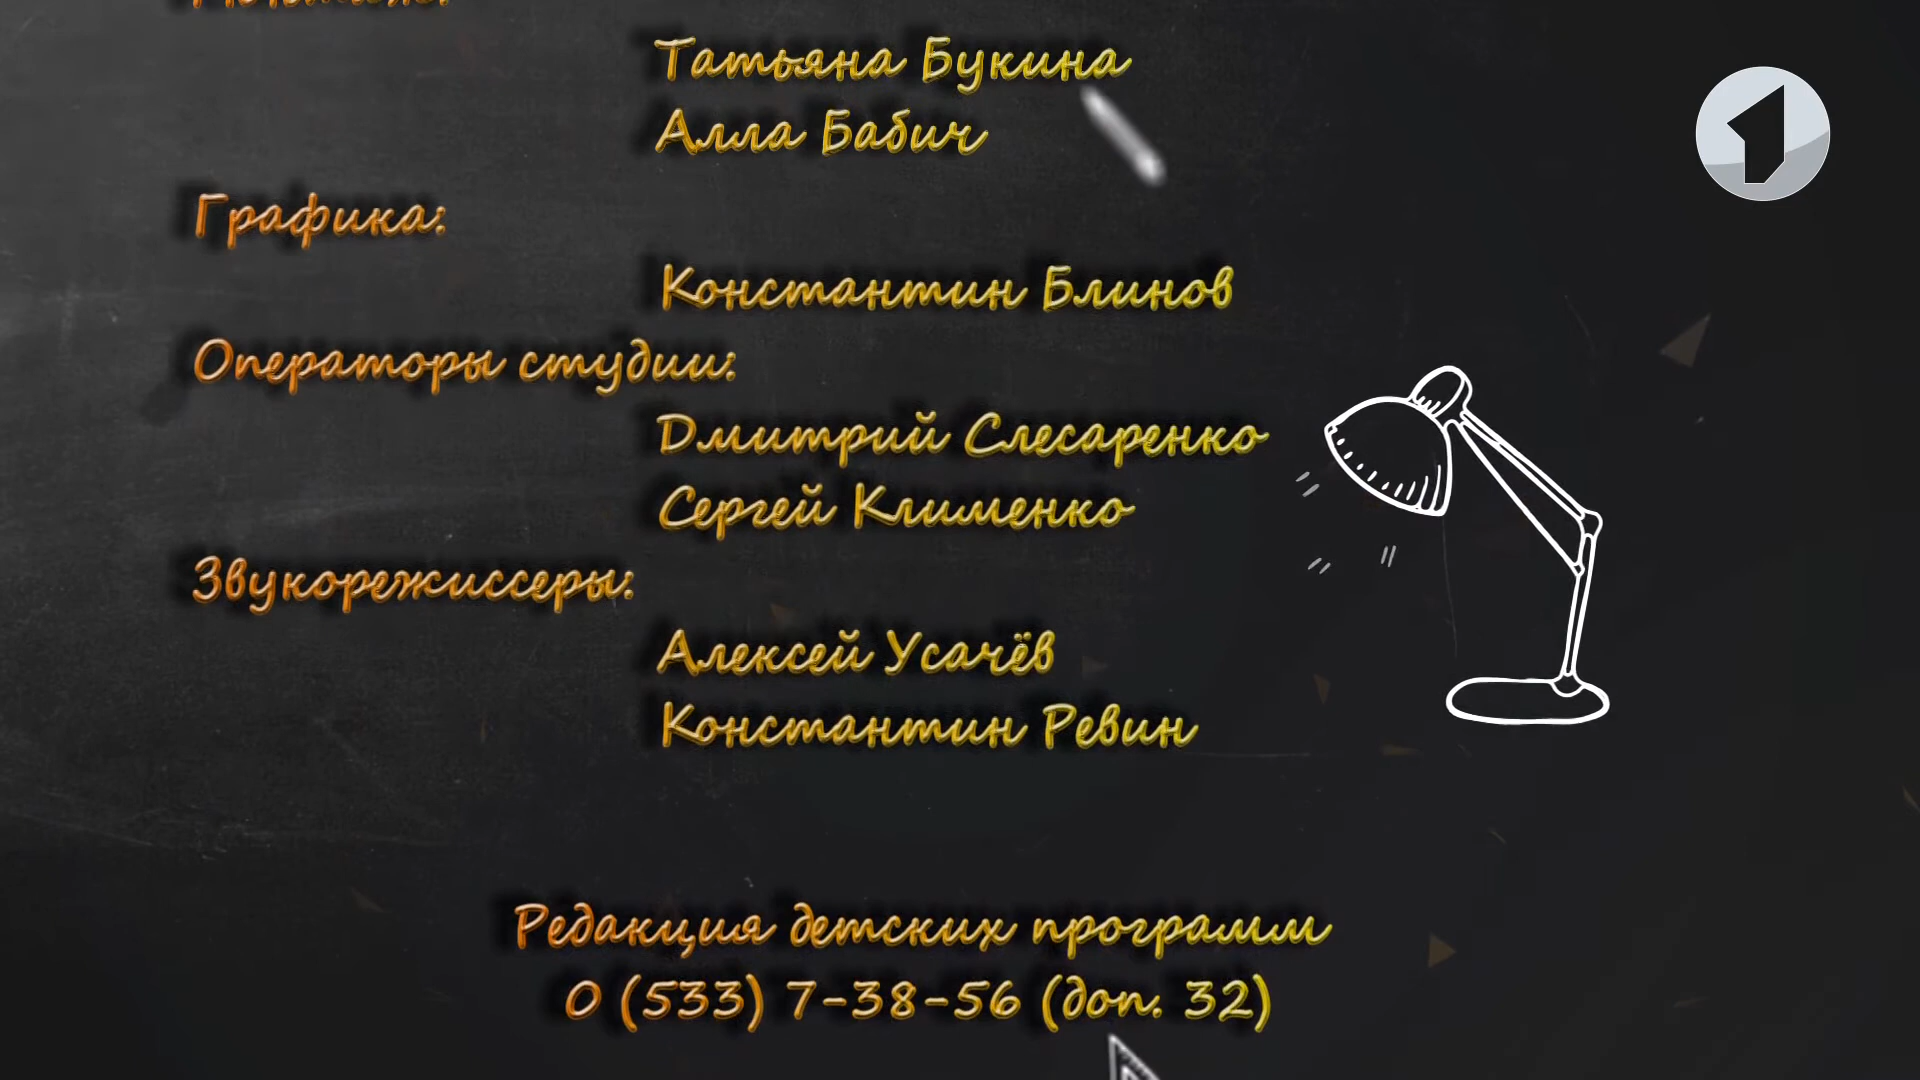 Татьяна Букина
Алла Бабич
Графика:
Константин Блинов
Операторы студии:
Дмитрий Слесаренко
Сергей Клименко
Звукорежиссеры:
Алексей Усачёв
Константин Ревин
Редакция детских программ
0 (533) 7-38-56 (доп. 32)